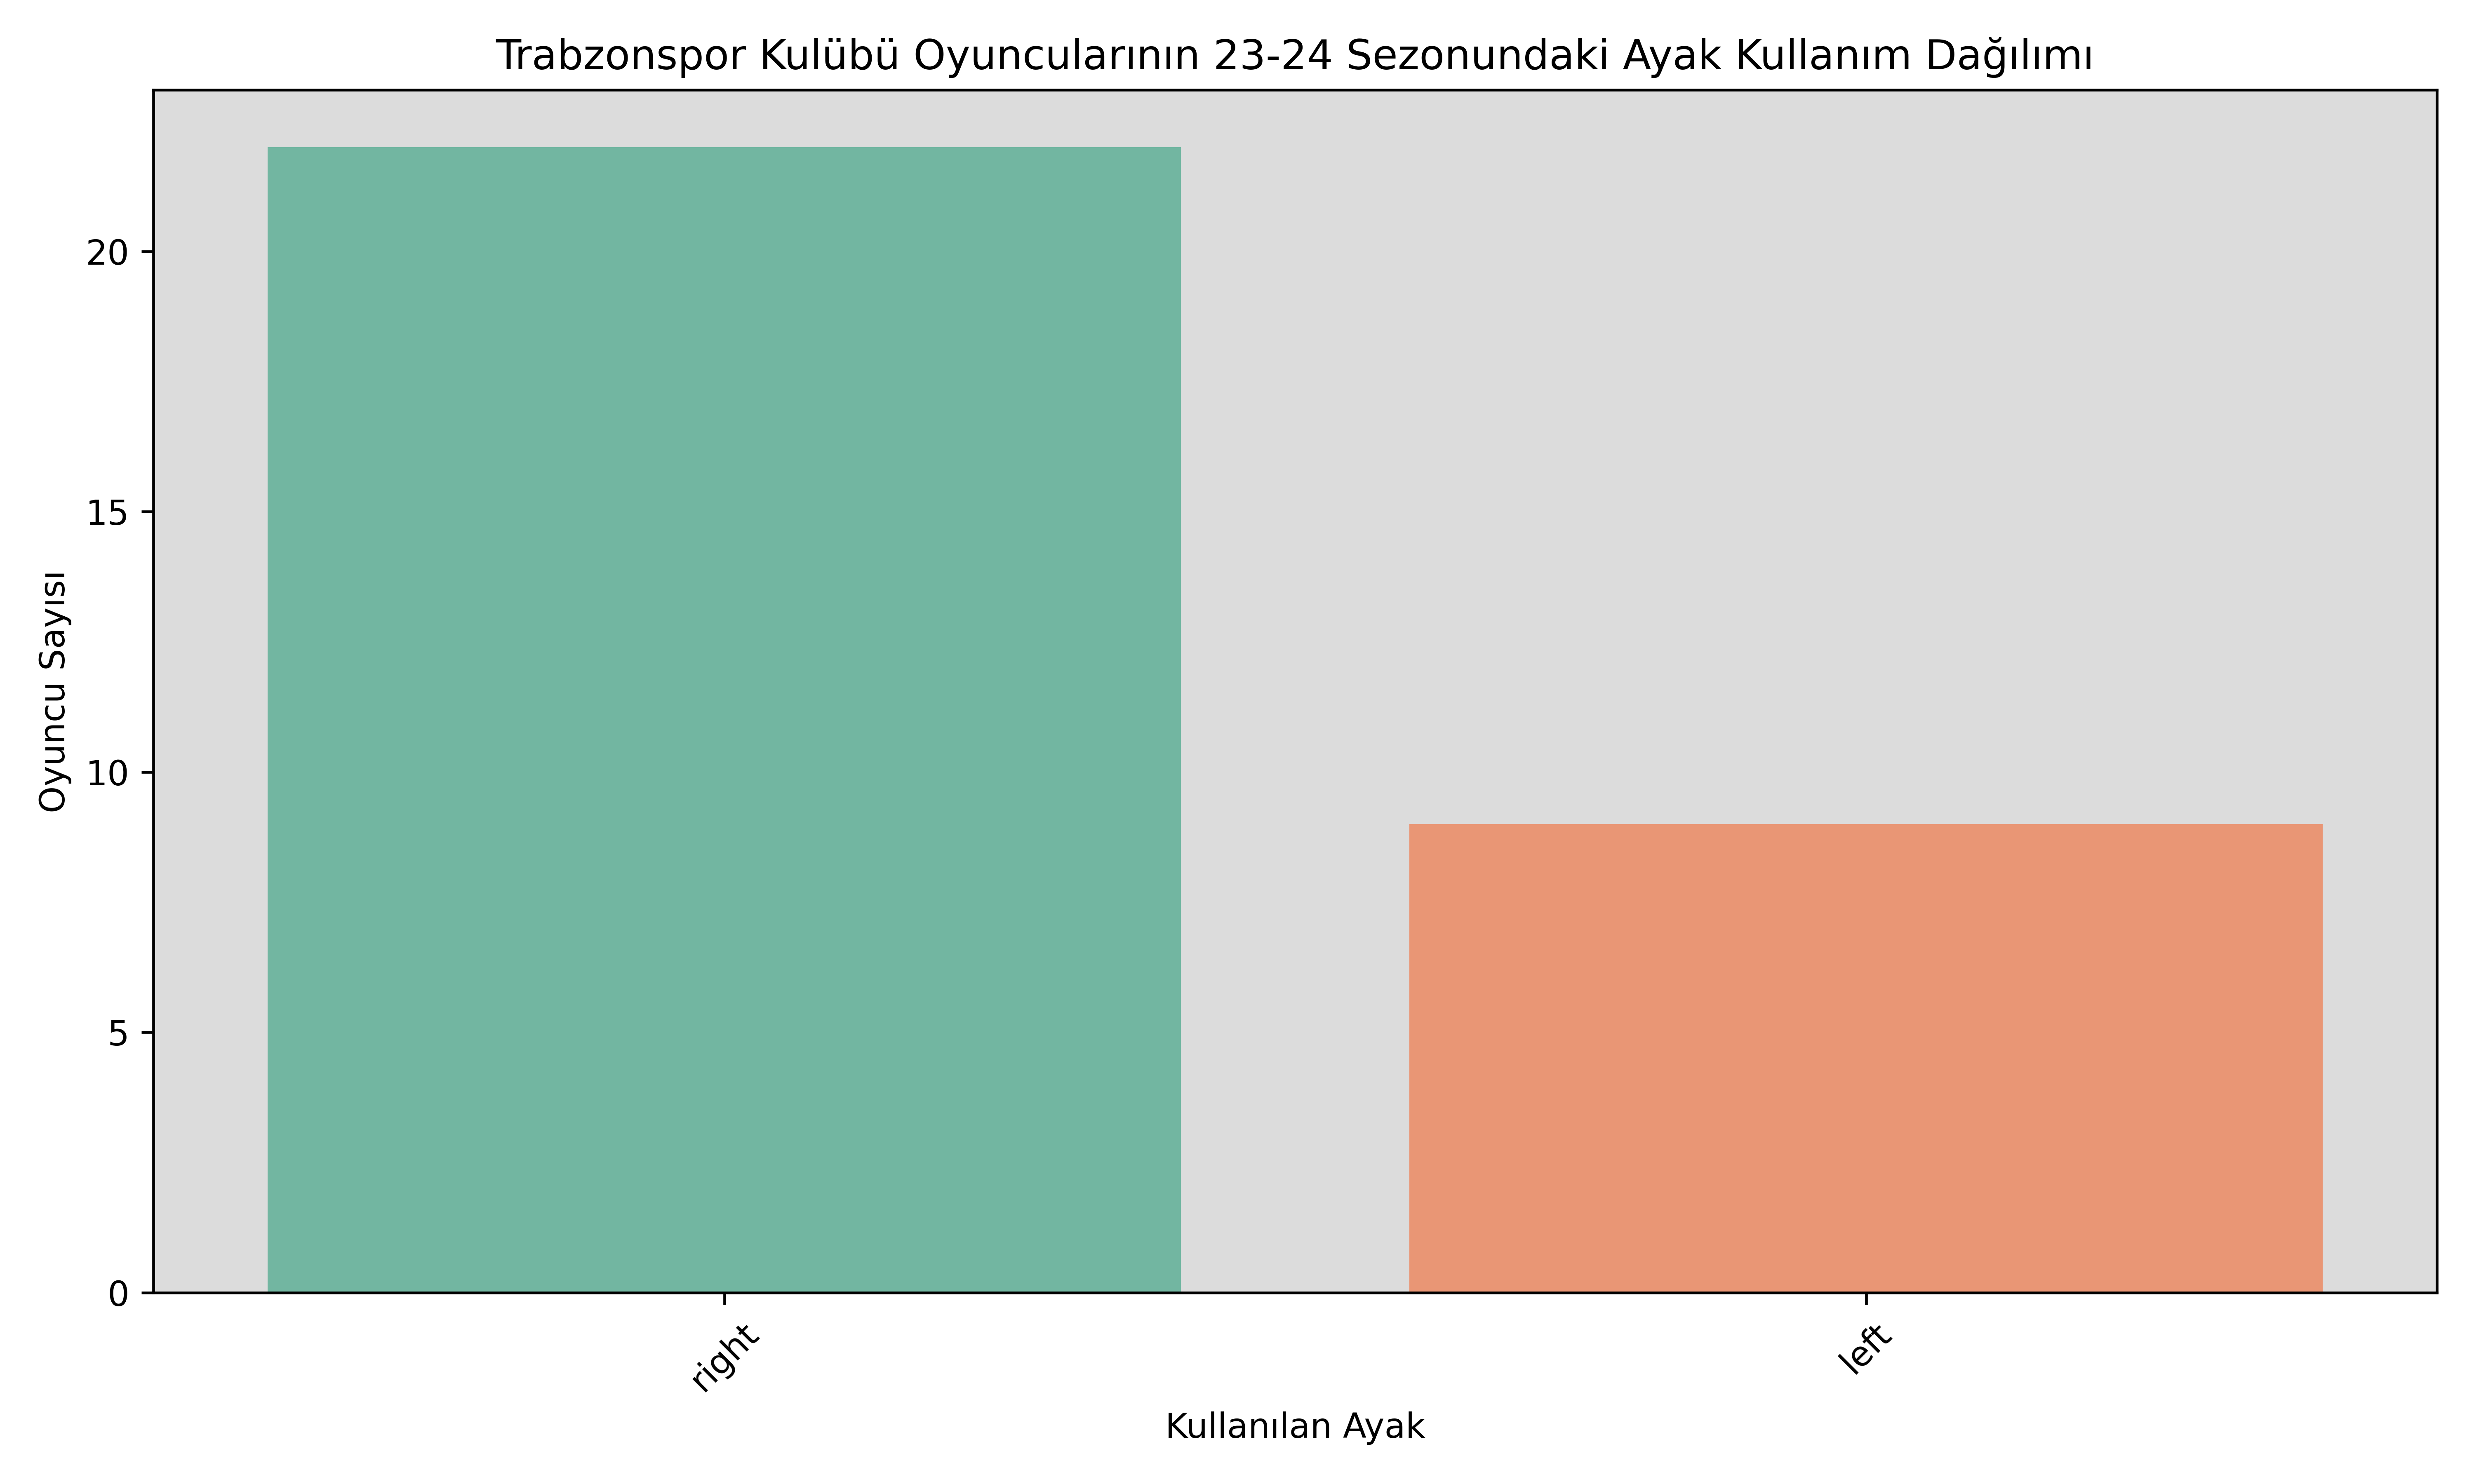 Trabzonspor Kulübü Oyuncularının 23-24 Sezonundaki Ayak Kullanım Dağılımı
Oyuncu Sayısı
20
15
10
5
0
right
left
Kullanılan Ayak